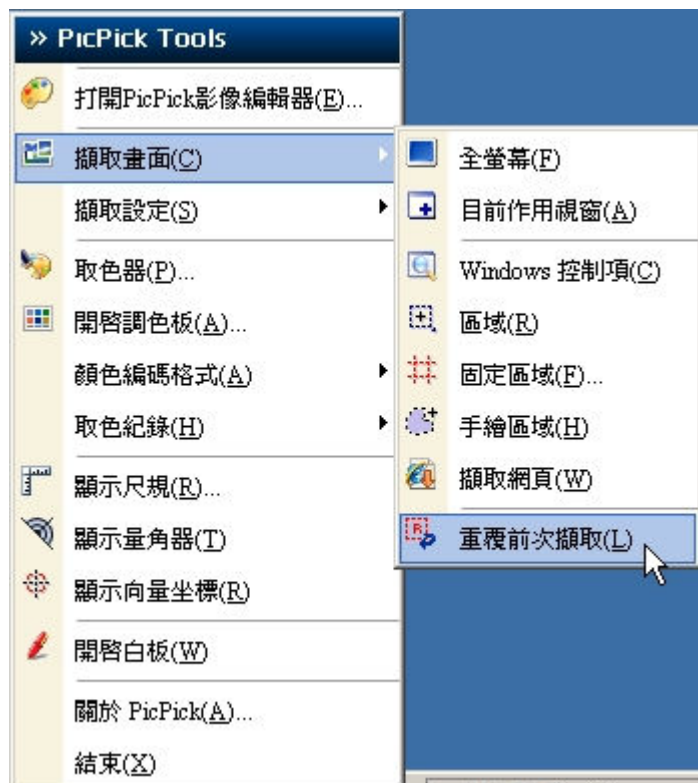 » PicPick Tools
打開PicPick影像編輯器(E)...
擷取畫面(C)
擷取設定(S)
取色器(P)...
開啓調色板(A)...
顏色編碼格式(A)
取色紀錄(H)
顯示尺規(R)...
顯示量角器(T)
顯示向量坐標(R)
開啓白板(W)
關於 PicPick(A)...
結束(X)
全螢幕(F)
目前作用視窗(A)
Windows 控制項(C)
區域(R)
固定區域(F)...
手繪區域(H)
擷取網頁(W)
重覆前次擷取(L)